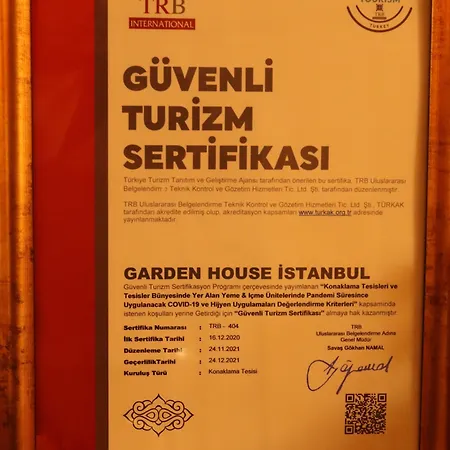 TRB
INTERNATIONAL
TOURISM
TRB
TURKEY
GÜVENLİ
TURİZM
SERTİFİKASI
Türkiye Turizm Tanıtım ve Geliştirme Ajansı tarafından önerilen bu sertifika, TRB Uluslararası
Belgelendirme Teknik Kontrol ve Gözetim Hizmetleri Tic. Ltd. Şti. tarafından düzenlenmiştir.
TRB Uluslararası Belgelendirme Teknik Kontrol ve Gözetim Hizmetleri Tic. Ltd. Şti., TÜRKAK
tarafından akredite edilmiş olup, akreditasyon kapsamları www.turkak.org.tr adresinde
yayımlanmaktadır.
GARDEN HOUSE İSTANBUL
Güvenli Turizm Sertifikasyon Programı çerçevesinde yayımlanan "Konaklama Tesisleri ve
Tesisler Bünyesinde Yer Alan Yeme & İçme Ünitelerinde Pandemi Süresince
Uygulanacak COVID-19 ve Hijyen Uygulamaları Değerlendirme Kriterleri" kapsamında
istenen koşulları yerine Getirdiği için "Güvenli Turizm Sertifikası" almaya hak kazanmıştır.
Sertifika Numarası : TRB - 404
İlk Sertifika Tarihi : 16.12.2020
Düzenleme Tarihi : 24.11.2021
GeçerlilikTarihi : 24.12.2021
Kuruluş Türü : Konaklama Tesisi
TRB
Uluslararası Belgelendirme Adına
Genel Müdür
Savaş Gökhan NAMAL